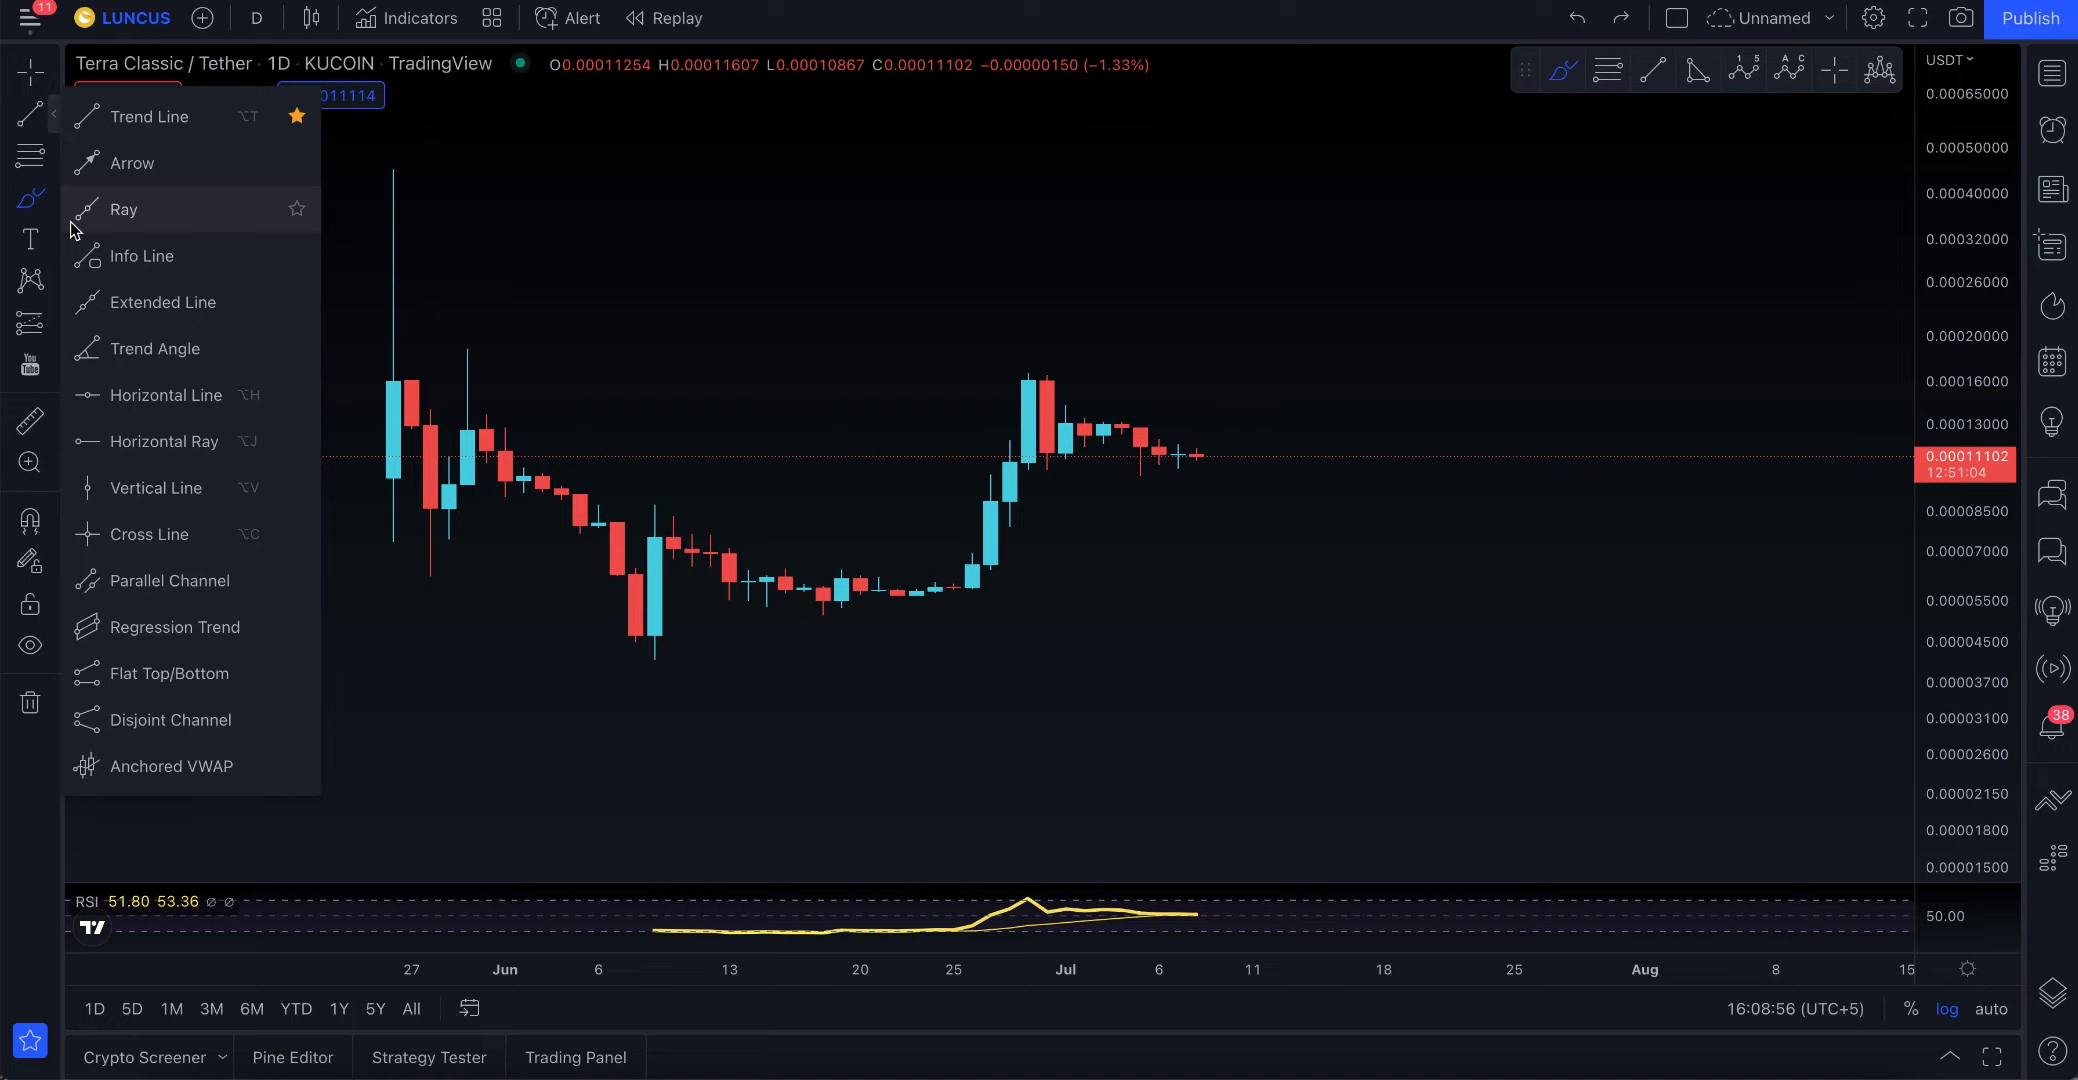 11 LUNCUS D Indicators Alert Replay Unnamed Publish
Terra Classic / Tether · 1D · KUCOIN · TradingView O0.00011254 H0.00011607 L0.00010867 C0.00011102 −0.00000150 (−1.33%)
USDT
011114
Trend Line ⌥T
Arrow
Ray
Info Line
Extended Line
Trend Angle
Horizontal Line ⌥H
Horizontal Ray ⌥J
Vertical Line ⌥V
Cross Line ⌥C
Parallel Channel
Regression Trend
Flat Top/Bottom
Disjoint Channel
Anchored VWAP
T
You
Tube
1 5
A C
0.00065000
0.00050000
0.00040000
0.00032000
0.00026000
0.00020000
0.00016000
0.00013000
0.00011102
12:51:04
0.00008500
0.00007000
0.00005500
0.00004500
0.00003700
0.00003100
0.00002600
0.00002150
0.00001800
0.00001500
38
RSI 51.80 53.36 ∅ ∅
50.00
27 Jun 6 13 20 25 Jul 6 11 18 25 Aug 8 15
1D 5D 1M 3M 6M YTD 1Y 5Y All 16:08:56 (UTC+5) % log auto
Crypto Screener Pine Editor Strategy Tester Trading Panel